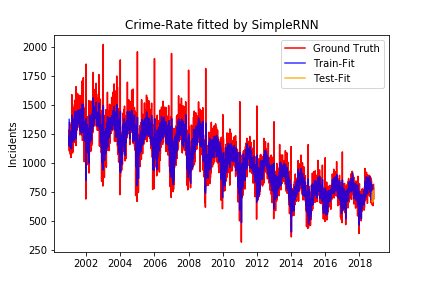 Crime-Rate fitted by SimpleRNN
Ground Truth
Train-Fit
Test-Fit
Incidents
2000
1750
1500
1250
1000
750
500
250
2002 2004 2006 2008 2010 2012 2014 2016 2018